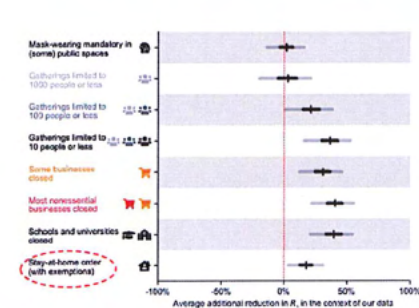 Mask-wearing mandatory in
(some) public spaces
Gatherings limited to
1000 people or less
Gatherings limited to
100 people or less
Gatherings limited to
10 people or less
Some businesses
closed
Most nonessential
businesses closed
Schools and universities
closed
Stay-at-home order
(with exemptions)
-100% -50% 0% 50% 100%
Average additional reduction in R, in the context of our data